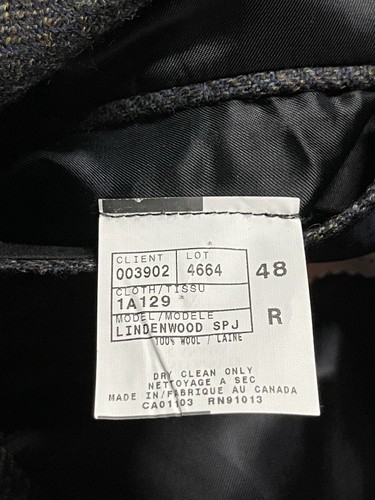 CLIENT LOT
003902 4664 48
CLOTH/TISSU
1A129
MODEL/MODELE R
LINDENWOOD SPJ
100% WOOL / LAINE
DRY CLEAN ONLY
NETTOYAGE A SEC
MADE IN/FABRIQUE AU CANADA
CA01103 RN91013